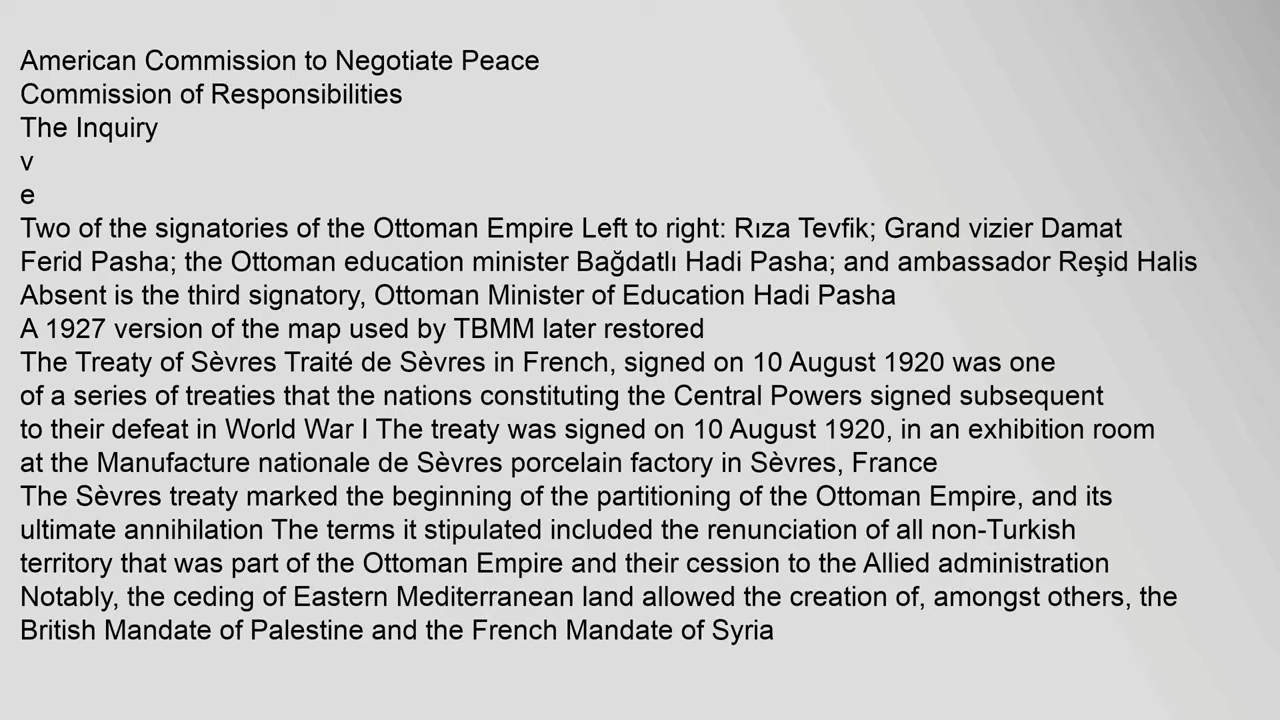 American Commission to Negotiate Peace
Commission of Responsibilities
The Inquiry
v
e
Two of the signatories of the Ottoman Empire Left to right: Rıza Tevfik; Grand vizier Damat
Ferid Pasha; the Ottoman education minister Bağdatlı Hadi Pasha; and ambassador Reşid Halis
Absent is the third signatory, Ottoman Minister of Education Hadi Pasha
A 1927 version of the map used by TBMM later restored
The Treaty of Sèvres Traité de Sèvres in French, signed on 10 August 1920 was one
of a series of treaties that the nations constituting the Central Powers signed subsequent
to their defeat in World War I The treaty was signed on 10 August 1920, in an exhibition room
at the Manufacture nationale de Sèvres porcelain factory in Sèvres, France
The Sèvres treaty marked the beginning of the partitioning of the Ottoman Empire, and its
ultimate annihilation The terms it stipulated included the renunciation of all non-Turkish
territory that was part of the Ottoman Empire and their cession to the Allied administration
Notably, the ceding of Eastern Mediterranean land allowed the creation of, amongst others, the
British Mandate of Palestine and the French Mandate of Syria